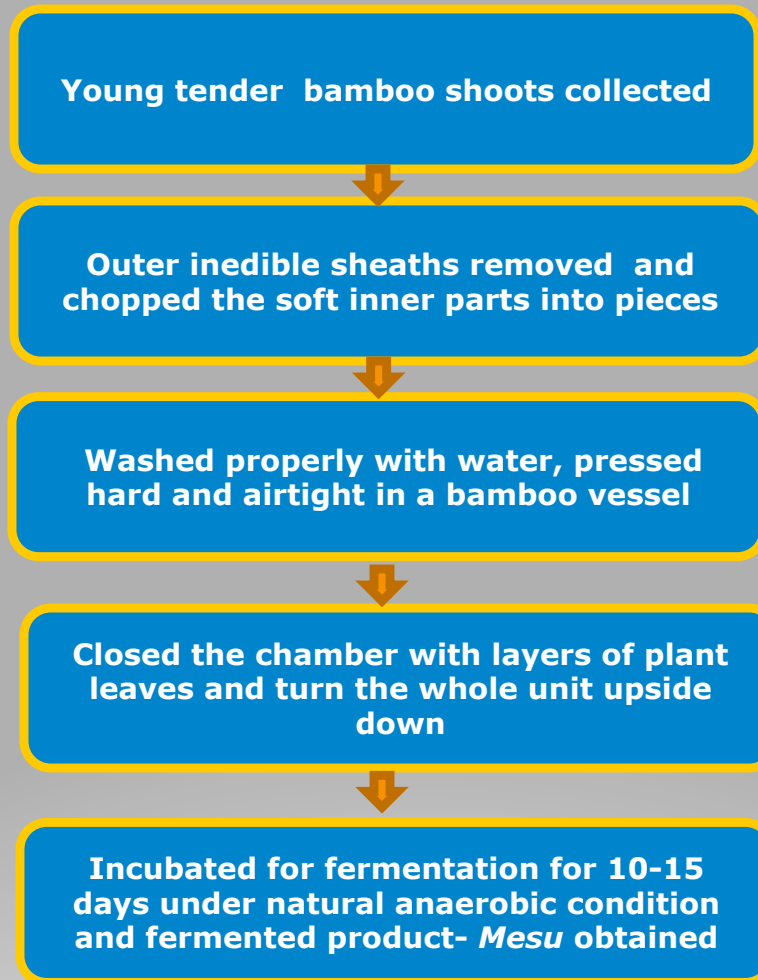 Young tender bamboo shoots collected
Outer inedible sheaths removed and
chopped the soft inner parts into pieces
Washed properly with water, pressed
hard and airtight in a bamboo vessel
Closed the chamber with layers of plant
leaves and turn the whole unit upside
down
Incubated for fermentation for 10-15
days under natural anaerobic condition
and fermented product- Mesu obtained